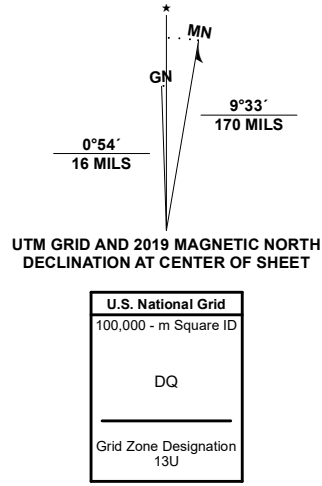 ★
MN
GN
9°33´
170 MILS
0°54´
16 MILS
UTM GRID AND 2019 MAGNETIC NORTH
DECLINATION AT CENTER OF SHEET
U.S. National Grid
100,000 - m Square ID
DQ
Grid Zone Designation
13U